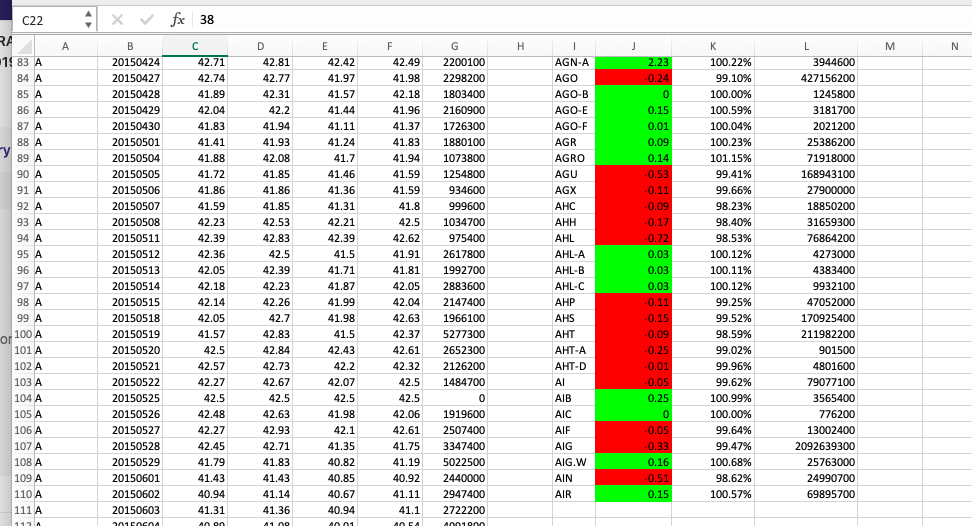 C22 fx 38
A B C D E F G H I J K L M N
83 A 20150424 42.71 42.81 42.42 42.49 2200100 AGN-A 2.23 100.22% 3944600
84 A 20150427 42.74 42.77 41.97 41.98 2298200 AGO -0.24 99.10% 427156200
85 A 20150428 41.89 42.31 41.57 42.18 1803400 AGO-B 0 100.00% 1245800
86 A 20150429 42.04 42.2 41.44 41.96 2160900 AGO-E 0.15 100.59% 3181700
87 A 20150430 41.83 41.94 41.11 41.37 1726300 AGO-F 0.01 100.04% 2021200
88 A 20150501 41.41 41.93 41.24 41.83 1880100 AGR 0.09 100.23% 25386200
89 A 20150504 41.88 42.08 41.7 41.94 1073800 AGRO 0.14 101.15% 71918000
90 A 20150505 41.72 41.85 41.46 41.59 1254800 AGU -0.53 99.41% 168943100
91 A 20150506 41.86 41.86 41.36 41.59 934600 AGX -0.11 99.66% 27900000
92 A 20150507 41.59 41.85 41.31 41.8 999600 AHC -0.09 98.23% 18850200
93 A 20150508 42.23 42.53 42.21 42.5 1034700 AHH -0.17 98.40% 31659300
94 A 20150511 42.39 42.83 42.39 42.62 975400 AHL -0.72 98.53% 76864200
95 A 20150512 42.36 42.5 41.5 41.91 2617800 AHL-A 0.03 100.12% 4273000
96 A 20150513 42.05 42.39 41.71 41.81 1992700 AHL-B 0.03 100.11% 4383400
97 A 20150514 42.18 42.23 41.87 42.05 2883600 AHL-C 0.03 100.12% 9932100
98 A 20150515 42.14 42.26 41.99 42.04 2147400 AHP -0.11 99.25% 47052000
99 A 20150518 42.05 42.7 41.98 42.63 1966100 AHS -0.15 99.52% 170925400
100 A 20150519 41.57 42.83 41.5 42.37 5277300 AHT -0.09 98.59% 211982200
101 A 20150520 42.5 42.84 42.43 42.61 2652300 AHT-A -0.25 99.02% 901500
102 A 20150521 42.57 42.73 42.2 42.32 2126200 AHT-D -0.01 99.96% 4801600
103 A 20150522 42.27 42.67 42.07 42.5 1484700 AI -0.05 99.62% 79077100
104 A 20150525 42.5 42.5 42.5 42.5 0 AIB 0.25 100.99% 3565400
105 A 20150526 42.48 42.63 41.98 42.06 1919600 AIC 0 100.00% 776200
106 A 20150527 42.27 42.93 42.1 42.61 2507400 AIF -0.05 99.64% 13002400
107 A 20150528 42.45 42.71 41.35 41.75 3347400 AIG -0.33 99.47% 2092639300
108 A 20150529 41.79 41.83 40.82 41.19 5022500 AIG.W 0.16 100.68% 25763000
109 A 20150601 41.43 41.43 40.85 40.92 2440000 AIN -0.51 98.62% 24990700
110 A 20150602 40.94 41.14 40.67 41.11 2947400 AIR 0.15 100.57% 69895700
111 A 20150603 41.31 41.36 40.94 41.1 2722200